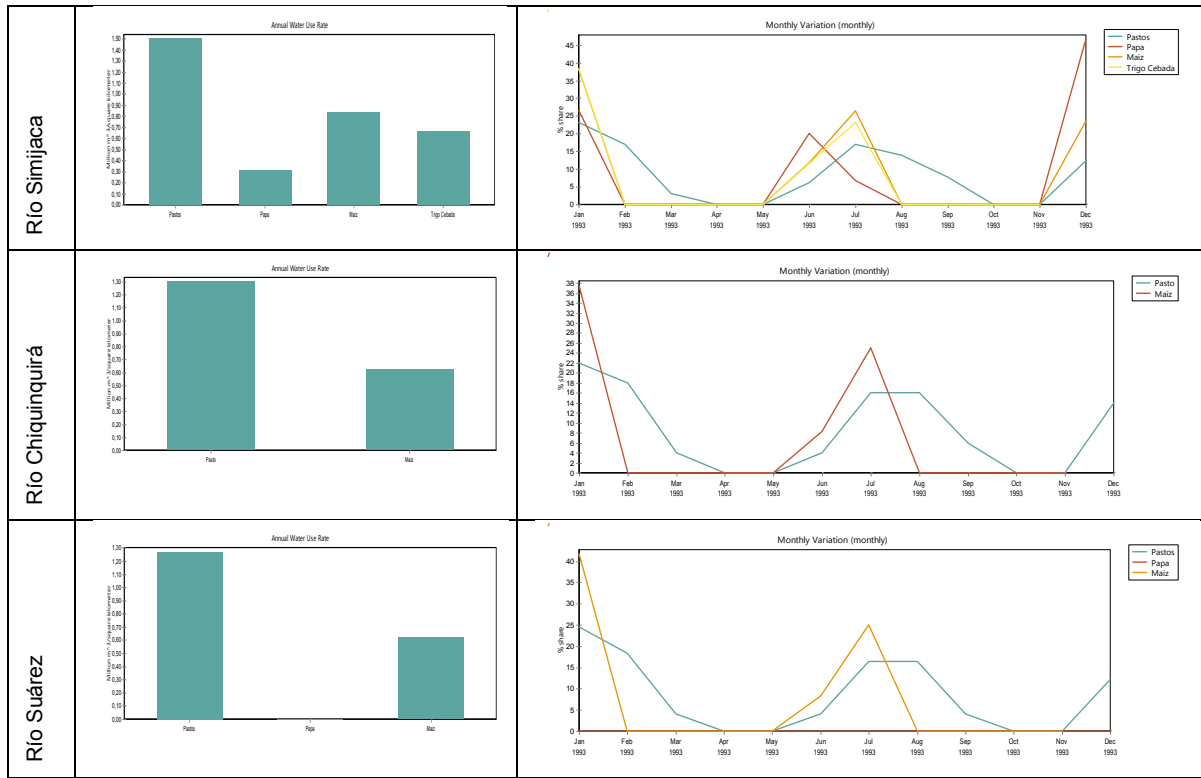 Río Simijaca
Annual Water Use Rate
Million m^3/square kilometer
1,50
1,40
1,30
1,20
1,10
1,00
0,90
0,80
0,70
0,60
0,50
0,40
0,30
0,20
0,10
0,00
Pastos Papa Maiz Trigo Cebada
Monthly Variation (monthly)
% share
45
40
35
30
25
20
15
10
5
0
Jan Feb Mar Apr May Jun Jul Aug Sep Oct Nov Dec
1993 1993 1993 1993 1993 1993 1993 1993 1993 1993 1993 1993
Pastos
Papa
Maiz
Trigo Cebada
Río Chiquinquirá
Annual Water Use Rate
Million m^3/square kilometer
1,30
1,20
1,10
1,00
0,90
0,80
0,70
0,60
0,50
0,40
0,30
0,20
0,10
0,00
Pasto Maiz
Monthly Variation (monthly)
% share
38
36
34
32
30
28
26
24
22
20
18
16
14
12
10
8
6
4
2
0
Jan Feb Mar Apr May Jun Jul Aug Sep Oct Nov Dec
1993 1993 1993 1993 1993 1993 1993 1993 1993 1993 1993 1993
Pasto
Maiz
Río Suárez
Annual Water Use Rate
Million m^3/square kilometer
1,30
1,20
1,10
1,00
0,90
0,80
0,70
0,60
0,50
0,40
0,30
0,20
0,10
0,00
Pastos Papa Maiz
Monthly Variation (monthly)
% share
40
35
30
25
20
15
10
5
0
Jan Feb Mar Apr May Jun Jul Aug Sep Oct Nov Dec
1993 1993 1993 1993 1993 1993 1993 1993 1993 1993 1993 1993
Pastos
Papa
Maiz